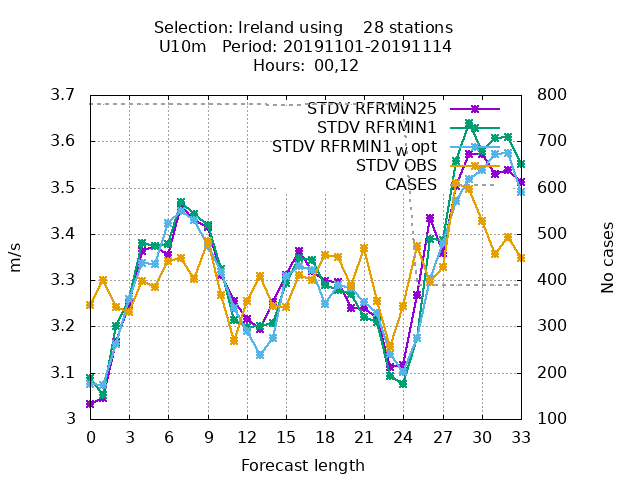 Selection: Ireland using    28 stations
U10m   Period: 20191101-20191114
Hours:  00,12
3.7
3.6
3.5
3.4
3.3
3.2
3.1
3
m/s
STDV RFRMIN25
STDV RFRMIN1
STDV RFRMIN1_W opt
STDV OBS
CASES
800
700
600
500
400
300
200
100
No cases
0 3 6 9 12 15 18 21 24 27 30 33
Forecast length